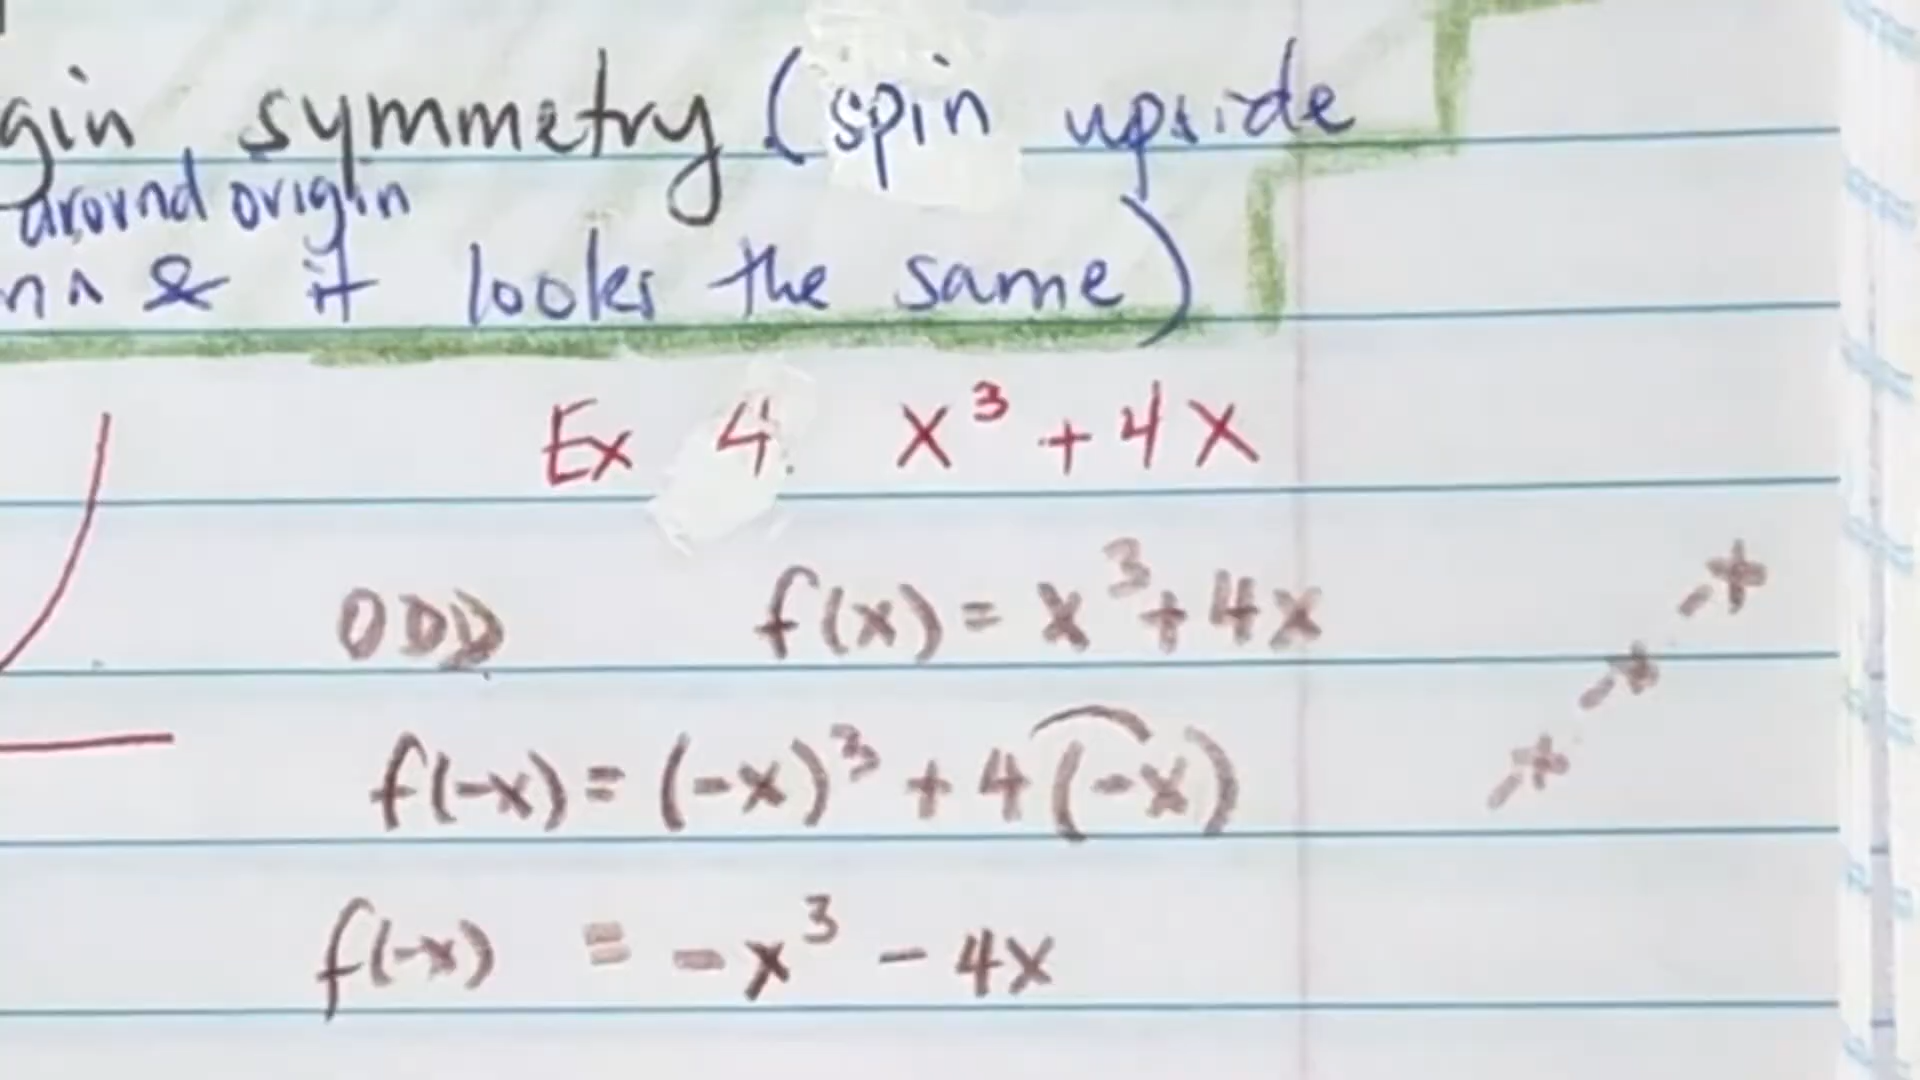 gin symmetry (spin upside
around origin
& it looks the same)
Ex 4. x³ + 4x
ODD f(x) = x³ + 4x
f(-x) = (-x)³ + 4(-x)
f(-x) = -x³ - 4x